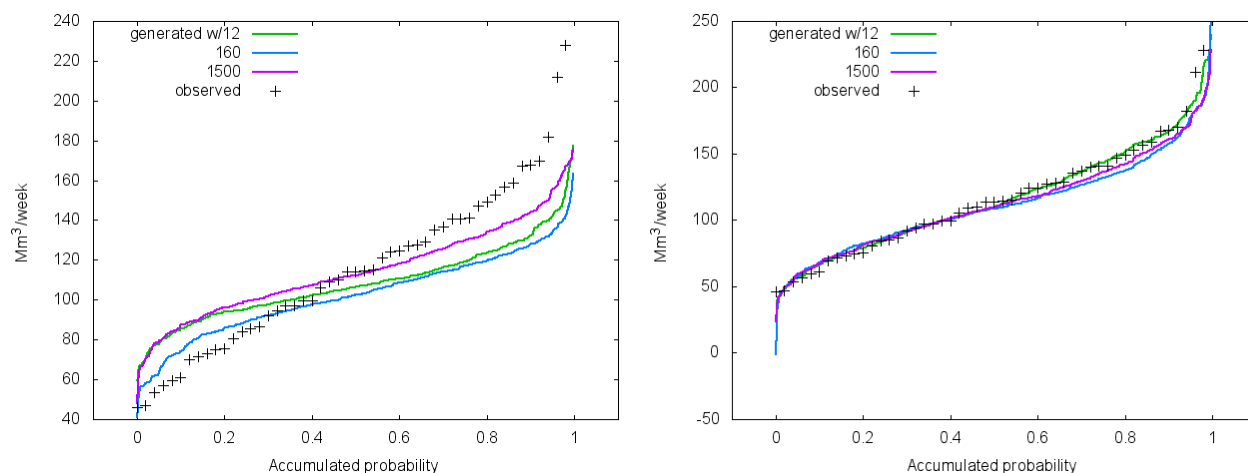 240
220
200
180
160
140
120
100
80
60
40
Mm³/week
generated w/12
160
1500
observed
0 0.2 0.4 0.6 0.8 1
Accumulated probability
250
200
150
100
50
0
-50
Mm³/week
generated w/12
160
1500
observed
0 0.2 0.4 0.6 0.8 1
Accumulated probability